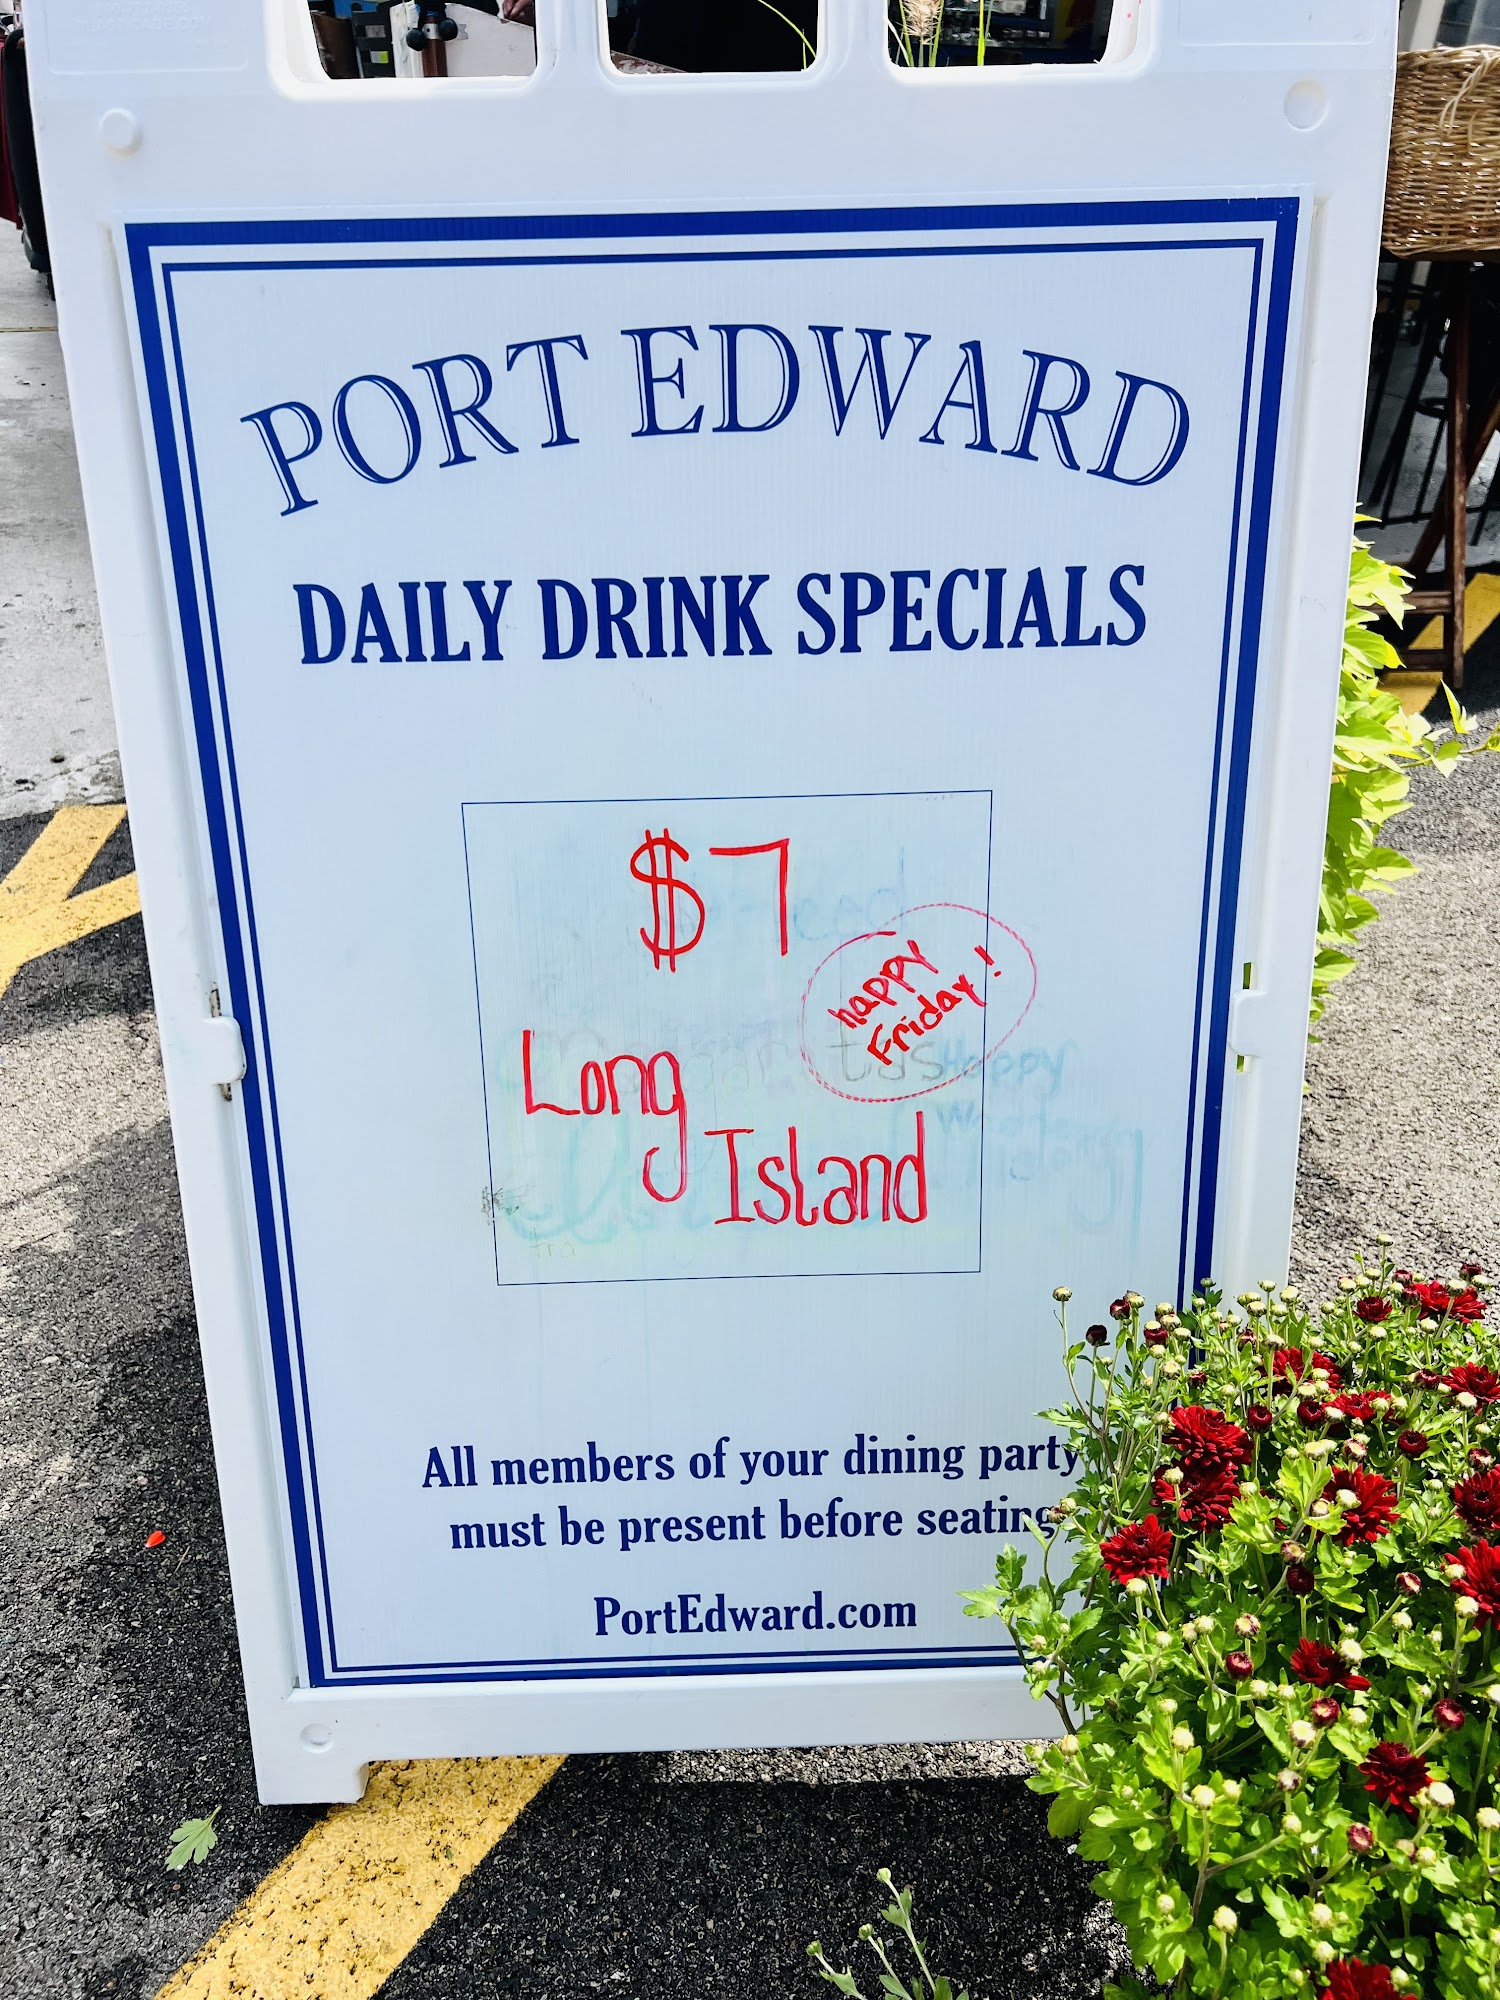 PORT EDWARD
DAILY DRINK SPECIALS
$7
happy
Friday!
Long
Island
Happy
All members of your dining party
must be present before seating
PortEdward.com